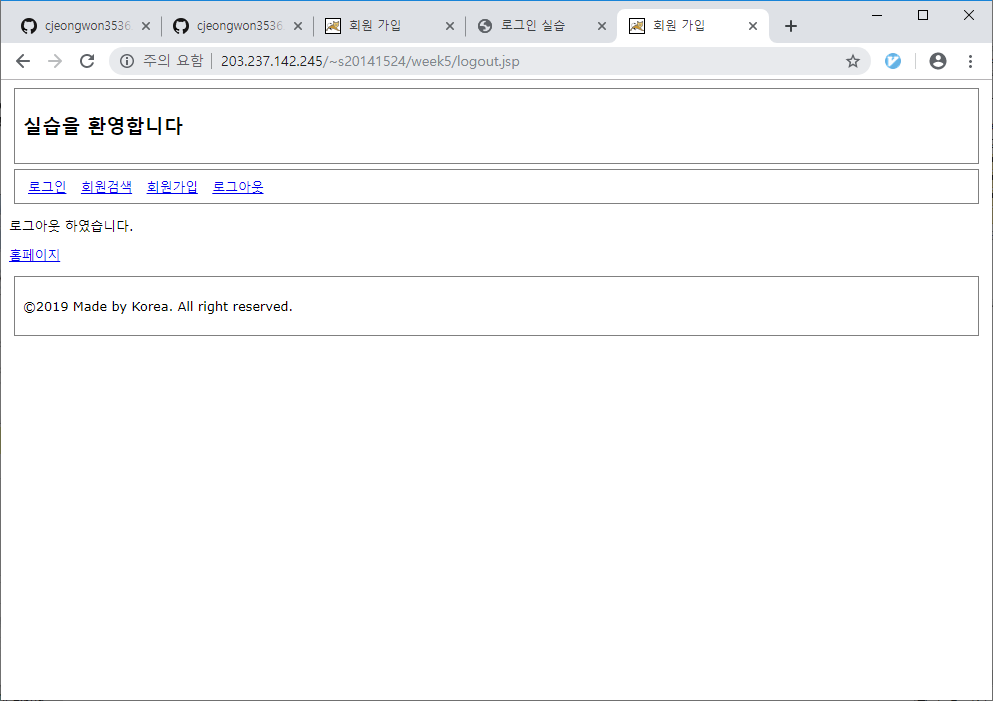 cjeongwon3536 cjeongwon3536 회원 가입 로그인 실습 회원 가입
주의 요함 203.237.142.245/~s20141524/week5/logout.jsp
실습을 환영합니다
로그인 회원검색 회원가입 로그아웃
로그아웃 하였습니다.
홈페이지
©2019 Made by Korea. All right reserved.